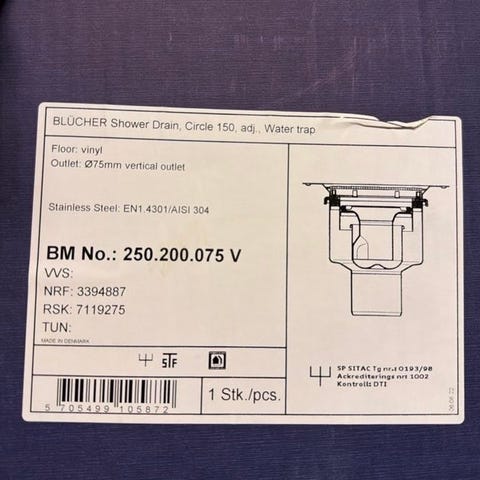 BLÜCHER Shower Drain, Circle 150, adj., Water trap
Floor: vinyl
Outlet: Ø75mm vertical outlet
Stainless Steel: EN1.4301/AISI 304
BM No.: 250.200.075 V
VVS:
NRF: 3394887
RSK: 7119275
TUN:
MADE IN DENMARK
STF
5 705499 105872
1 Stk./pcs.
SP SITAC Tg nr.: 0193/98
Ackrediterings nr: 1002
Kontroll: DTI